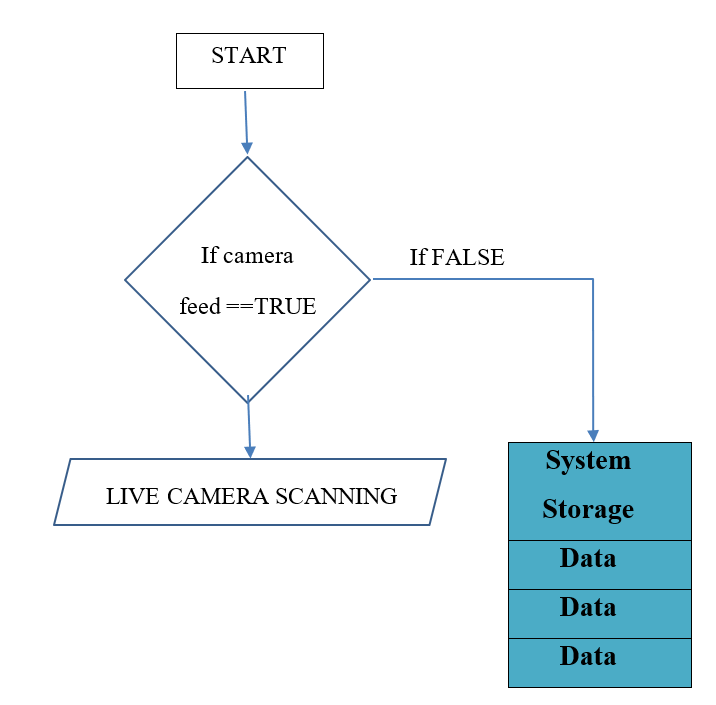 START
If camera
feed ==TRUE
If FALSE
LIVE CAMERA SCANNING
System
Storage
Data
Data
Data